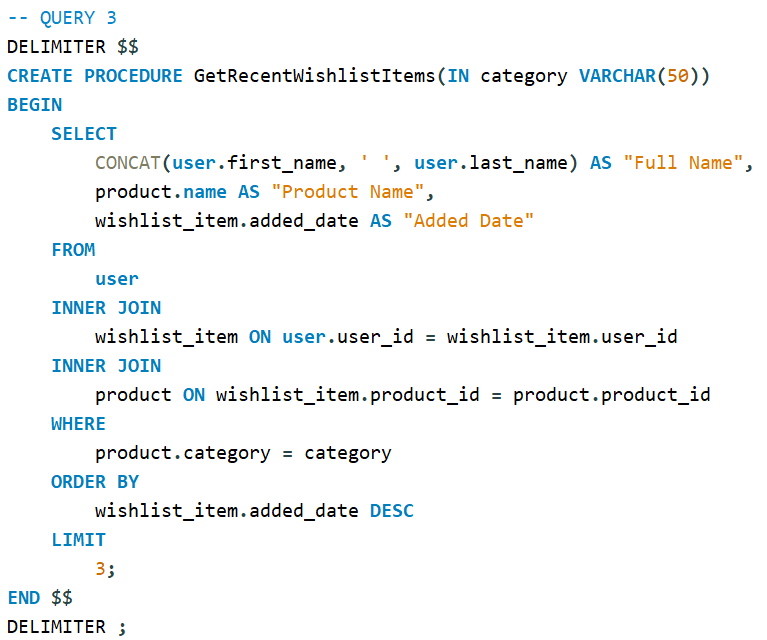 -- QUERY 3
DELIMITER $$
CREATE PROCEDURE GetRecentWishlistItems(IN category VARCHAR(50))
BEGIN
    SELECT
        CONCAT(user.first_name, ' ', user.last_name) AS "Full Name",
        product.name AS "Product Name",
        wishlist_item.added_date AS "Added Date"
    FROM
        user
    INNER JOIN
        wishlist_item ON user.user_id = wishlist_item.user_id
    INNER JOIN
        product ON wishlist_item.product_id = product.product_id
    WHERE
        product.category = category
    ORDER BY
        wishlist_item.added_date DESC
    LIMIT
        3;
END $$
DELIMITER ;